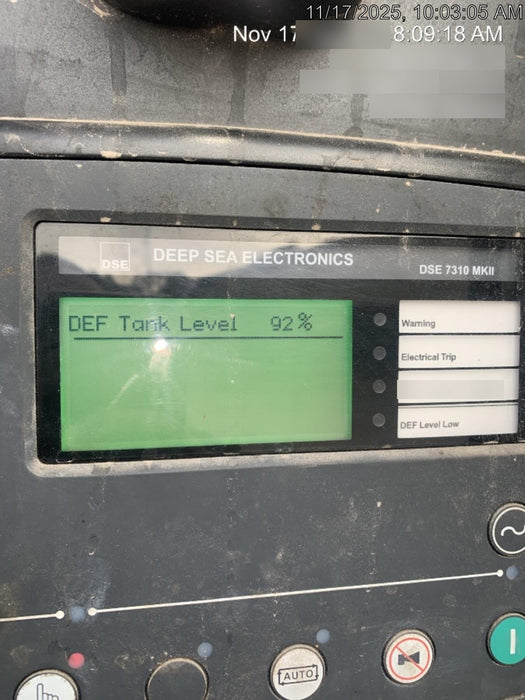 11/17/2025, 10:03:05 AM
Nov 17
8:09:18 AM
DSE
DEEP SEA ELECTRONICS
DSE 7310 MKII
DEF Tank Level 92%
Warning
Electrical Trip
DEF Level Low
AUTO